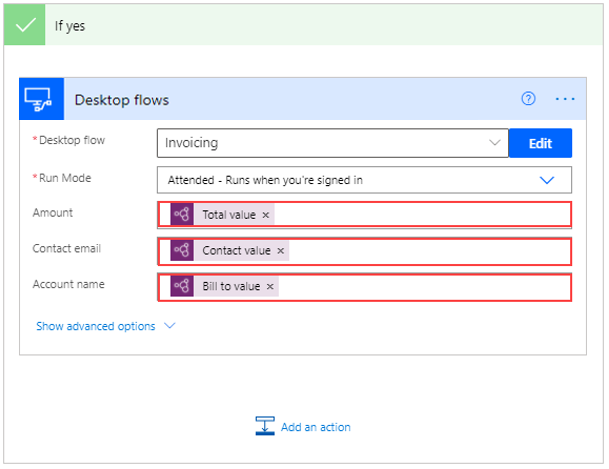 If yes
Desktop flows
*Desktop flow Invoicing Edit
*Run Mode Attended - Runs when you're signed in
Amount Total value ×
Contact email Contact value ×
Account name Bill to value ×
Show advanced options
Add an action